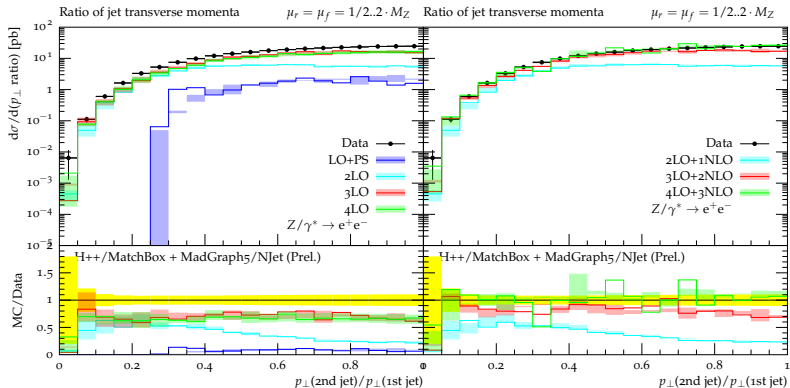 Ratio of jet transverse momenta μr = μf = 1/2..2 · MZ
dσ/d(p⊥ ratio) [pb]
10²
10¹
1
10⁻¹
10⁻²
10⁻³
10⁻⁴
10⁻⁵
Data
LO+PS
2LO
3LO
4LO
Z/γ* → e⁺e⁻
H++/MatchBox + MadGraph5/NJet (Prel.)
MC/Data
1.5
1
0.5
0
0 0.2 0.4 0.6 0.8
p⊥(2nd jet)/p⊥(1st jet)
Ratio of jet transverse momenta μr = μf = 1/2..2 · MZ
Data
2LO+1NLO
3LO+2NLO
4LO+3NLO
Z/γ* → e⁺e⁻
H++/MatchBox + MadGraph5/NJet (Prel.)
0 0.2 0.4 0.6 0.8 1
p⊥(2nd jet)/p⊥(1st jet)